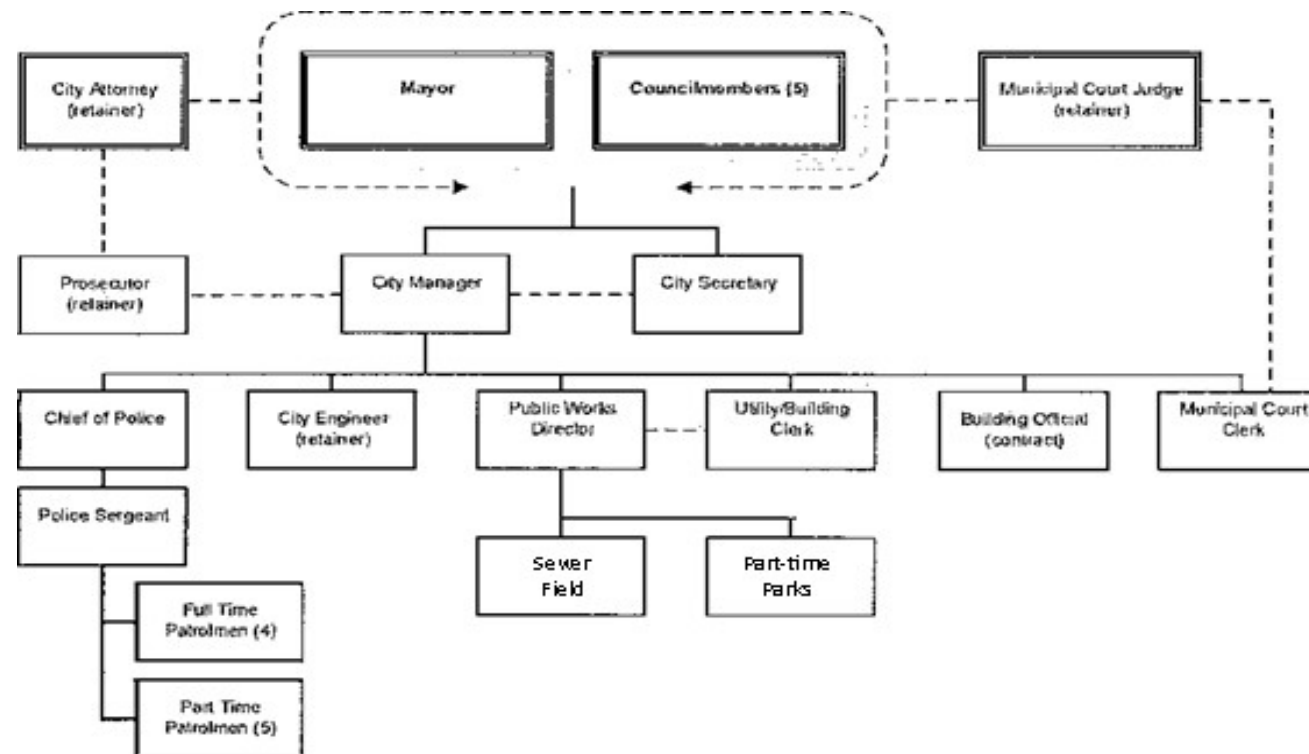 City Attorney
(retainer)
Mayor
Councilmembers (5)
Municipal Court Judge
(retainer)
Prosecutor
(retainer)
City Manager
City Secretary
Chief of Police
City Engineer
(retainer)
Public Works
Director
Utility/Building
Clerk
Building Official
(contract)
Municipal Court
Clerk
Police Sergeant
Sewer
Field
Part-time
Parks
Full Time
Patrolmen (4)
Part Time
Patrolmen (5)